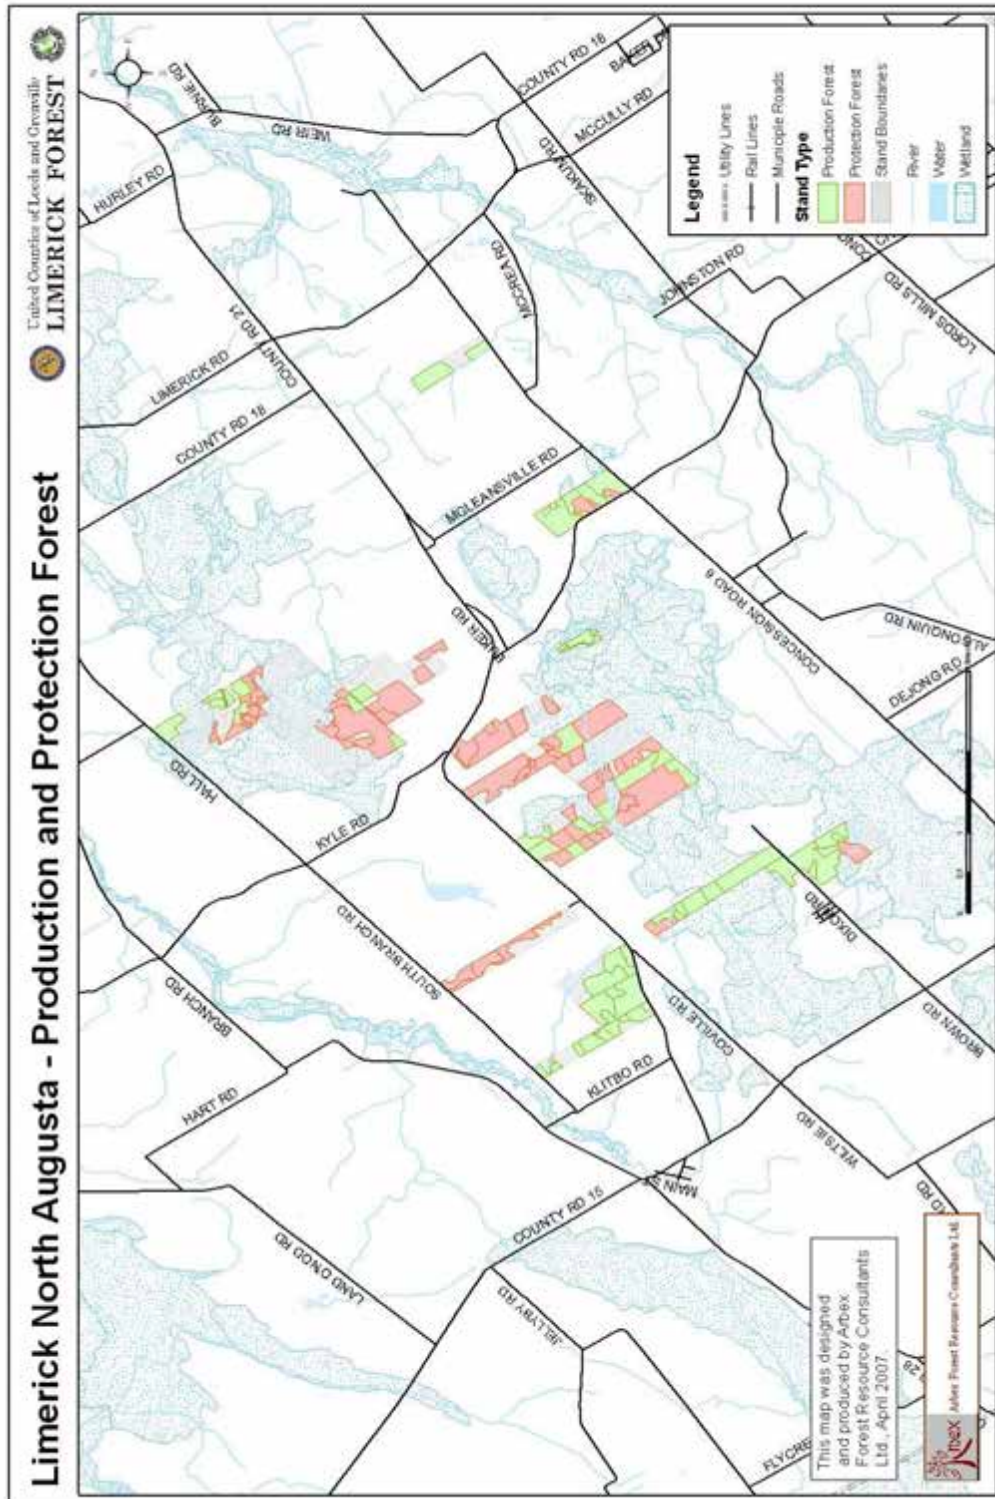 Limerick North Augusta - Production and Protection Forest
United Counties of Leeds and Grenville
LIMERICK FOREST
HURLEY RD
BURNIE RD
WEIR RD
COUNTY RD 18
MCCULLY RD
SKAKUM RD
COUNTY RD 21
LIMERICK RD
COUNTY RD 18
MCCREA RD
JOHNSTON RD
LORDS MILLS RD
MCLEANSVILLE RD
HALL RD
KYLE RD
CONCESSION ROAD 6
DEJONG RD
SOUTH BRANCH RD
BRANCH RD
HART RD
KLITBO RD
COVILLE RD
DIXON RD
BROWN RD
WILTSIE RD
MAIN ST
COUNTY RD 15
LAND O'NOD RD
JELLYBY RD
Legend
Utility Lines
Rail Lines
Municiple Roads
Stand Type
Production Forest
Protection Forest
Stand Boundaries
River
Water
Wetland
This map was designed
and produced by Arbex
Forest Resource Consultants
Ltd., April 2007.
Arbex Forest Resource Consultants Ltd.